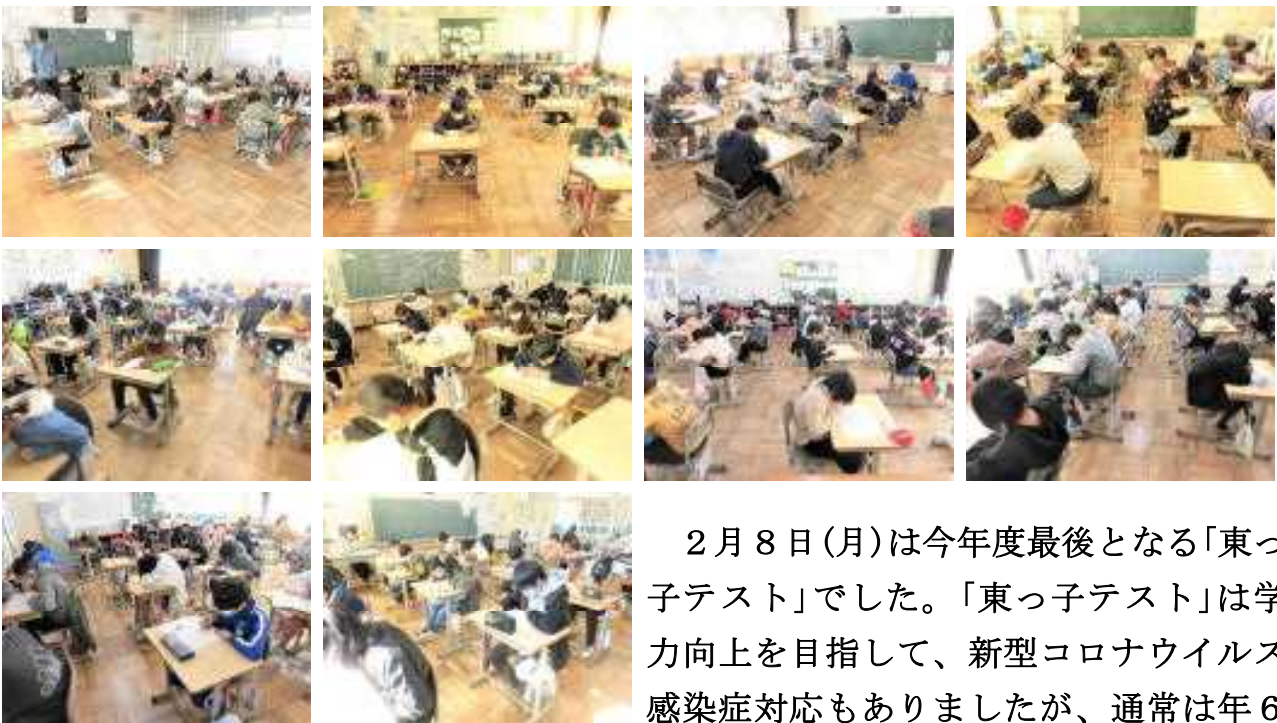 2月8日(月)は今年度最後となる「東っ
子テスト」でした。「東っ子テスト」は学
力向上を目指して、新型コロナウイルス
感染症対応もありましたが、通常は年6